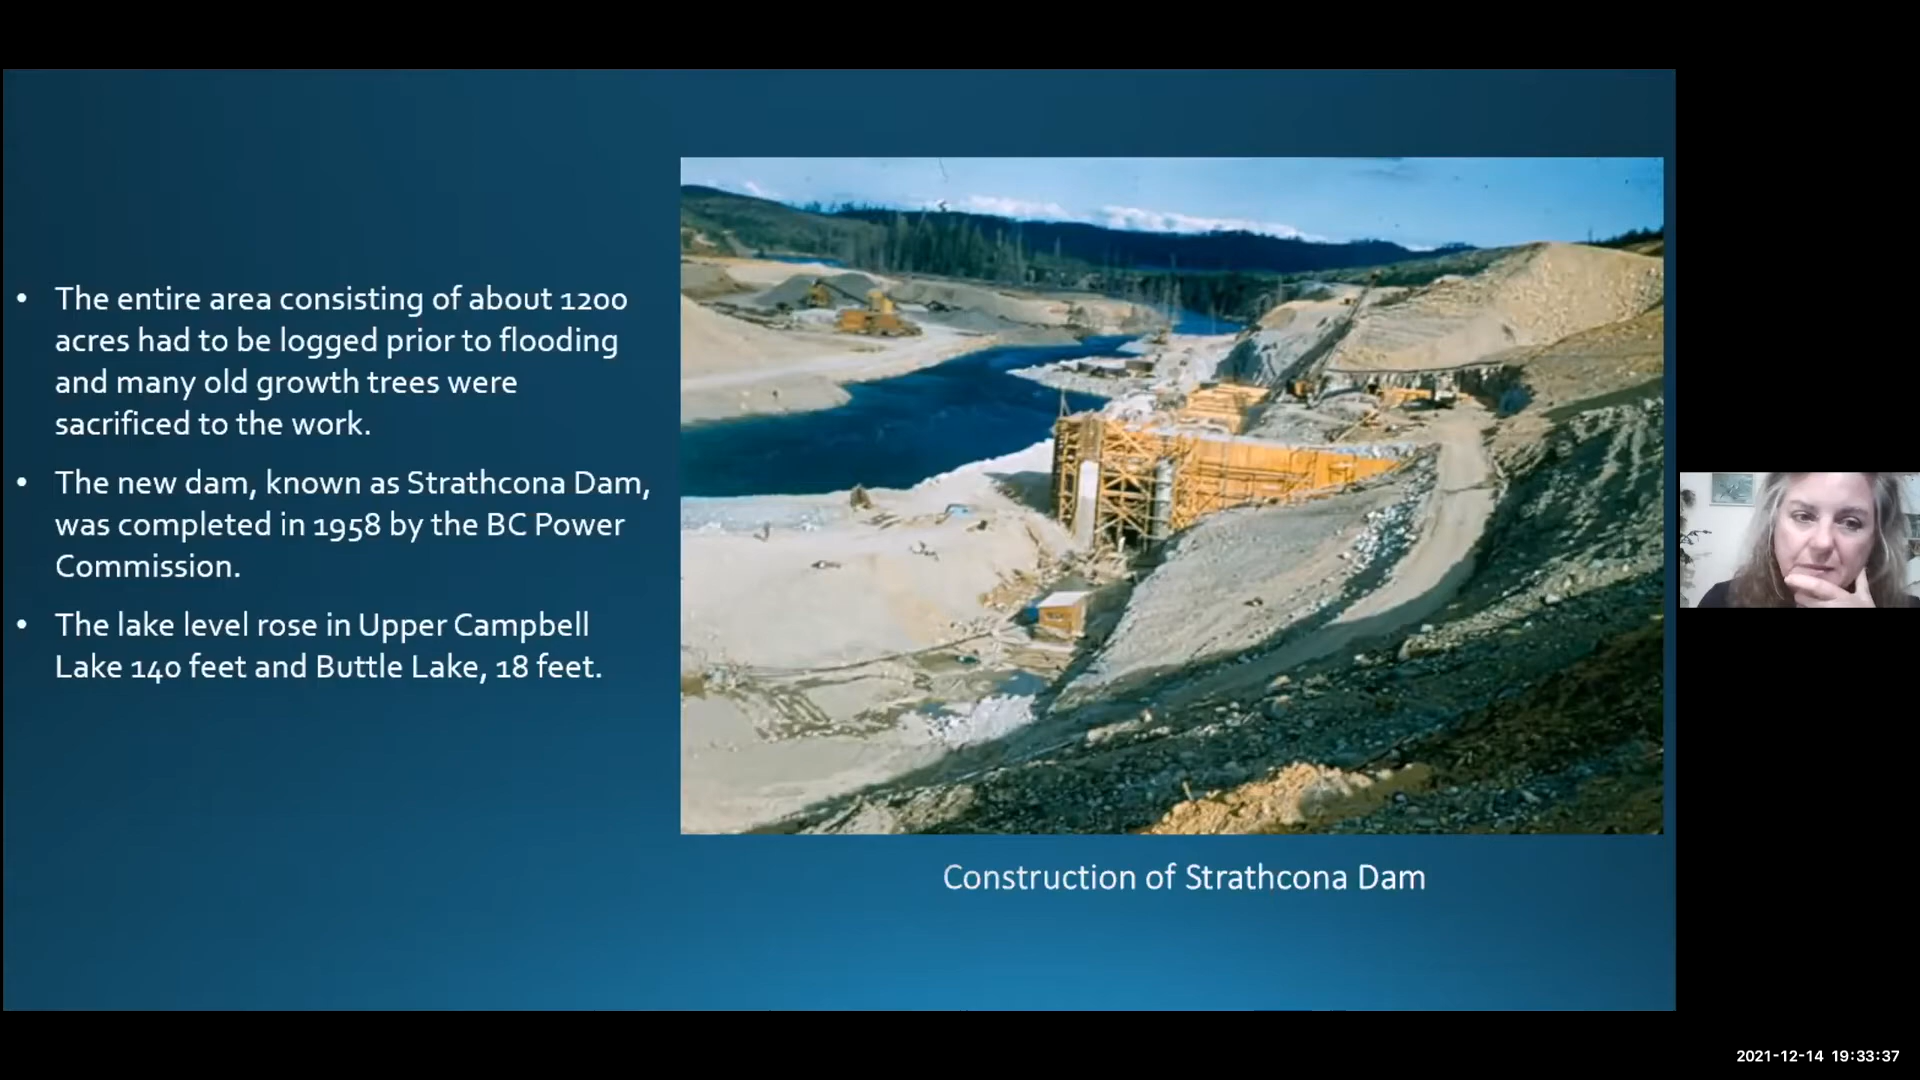 • The entire area consisting of about 1200
acres had to be logged prior to flooding
and many old growth trees were
sacrificed to the work.
• The new dam, known as Strathcona Dam,
was completed in 1958 by the BC Power
Commission.
• The lake level rose in Upper Campbell
Lake 140 feet and Buttle Lake, 18 feet.
Construction of Strathcona Dam
2021-12-14 19:33:37